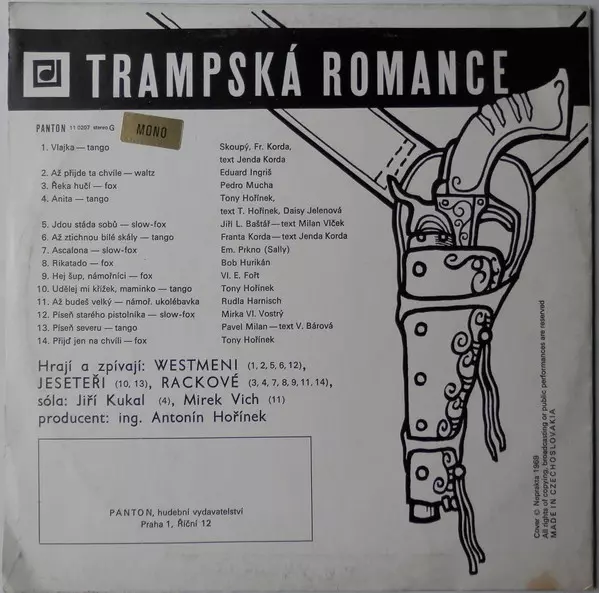 TRAMPSKÁ ROMANCE
PANTON 11 0207 stereo G MONO
1. Vlajka — tango Skoupý, Fr. Korda,
text Jenda Korda
2. Až přijde ta chvíle — waltz Eduard Ingriš
3. Řeka hučí — fox Pedro Mucha
4. Anita — tango Tony Hořínek,
text T. Hořínek, Daisy Jelenová
5. Jdou stáda sobů — slow-fox Jiří L. Baštář—text Milan Vlček
6. Až ztichnou bílé skály — tango Franta Korda—text Jenda Korda
7. Ascalona — slow-fox Em. Prkno (Sally)
8. Rikatado — fox Bob Hurikán
9. Hej šup, námořníci — fox Vl. E. Fořt
10. Udělej mi křížek, maminko — tango Tony Hořínek
11. Až budeš velký — námoř. ukolébavka Rudla Harnisch
12. Píseň starého pistolníka — slow-fox Mirka Vl. Vostrý
13. Píseň severu — tango Pavel Milan—text V. Bárová
14. Přijď jen na chvíli — fox Tony Hořínek
Hrají a zpívají: WESTMENI (1, 2, 5, 6, 12),
JESETEŘI (10, 13), RACKOVÉ (3, 4, 7, 8, 9, 11, 14),
sóla: Jiří Kukal (4), Mirek Vich (11)
producent: ing. Antonín Hořínek
PANTON, hudební vydavatelství
Praha 1, Říční 12
Cover © Neprakta 1969
All rights of copying, broadcasting or public performances are reserved
MADE IN CZECHOSLOVAKIA